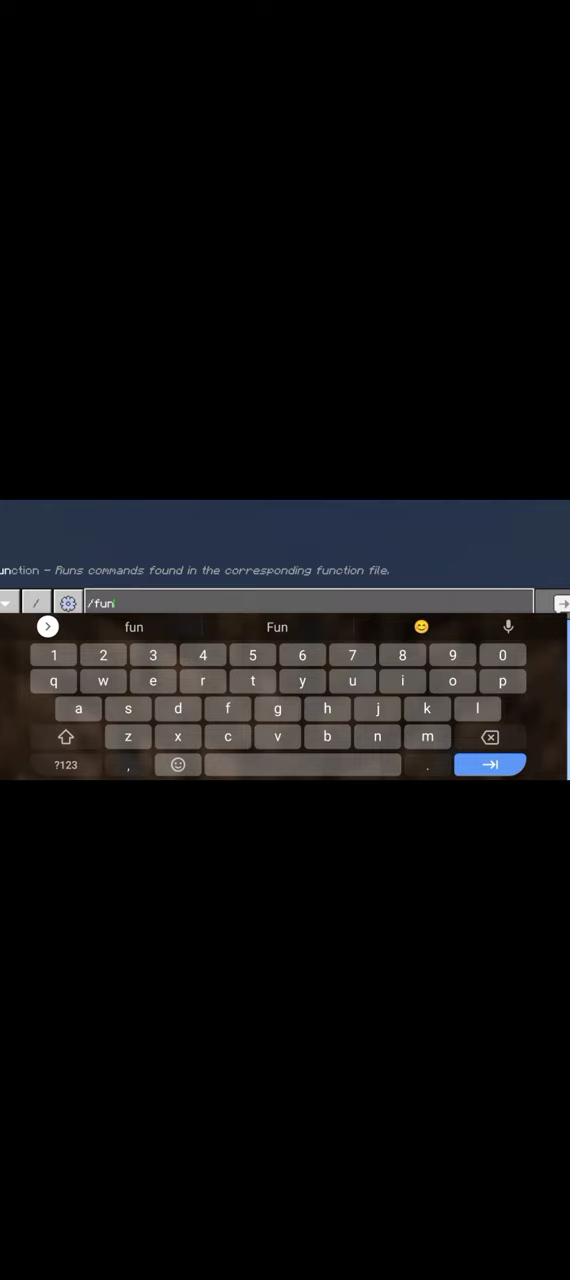 unction - Runs commands found in the corresponding function file.
/ /fun
fun Fun 😊
1 2 3 4 5 6 7 8 9 0
q w e r t y u i o p
a s d f g h j k l
z x c v b n m
?123 , .